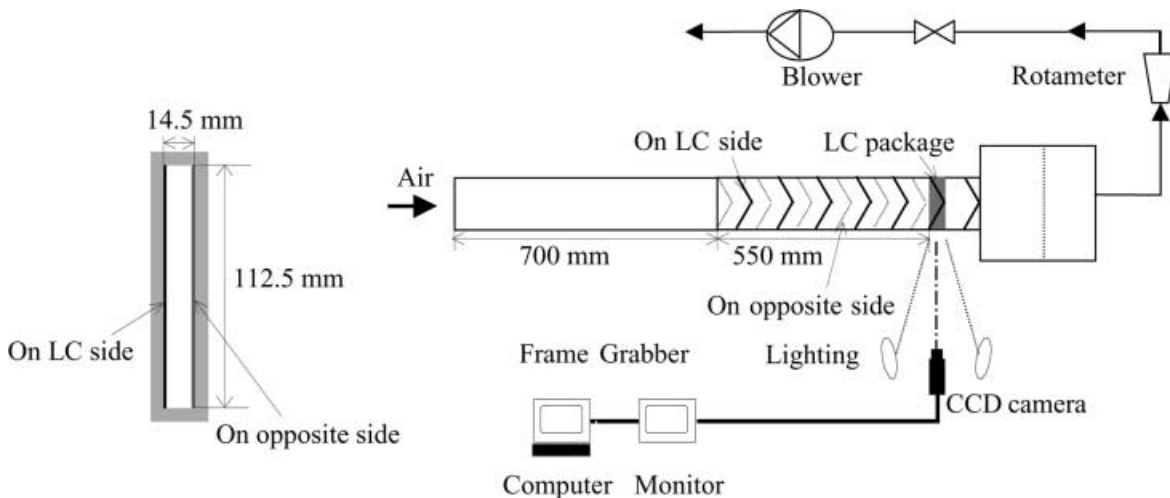 14.5 mm
112.5 mm
On LC side
On opposite side
Blower
Rotameter
On LC side
LC package
Air
700 mm
550 mm
On opposite side
Frame Grabber
Lighting
CCD camera
Computer
Monitor